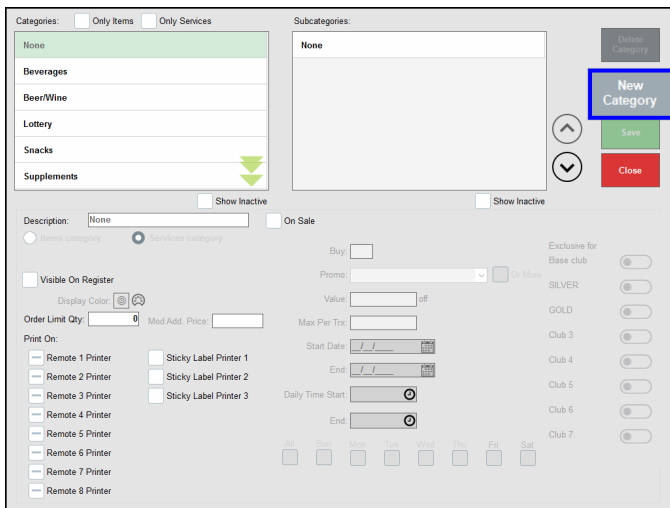 Categories: Only Items Only Services Subcategories:
None None Delete Category
Beverages
New Category
Beer/Wine
Lottery Save
Snacks
Supplements Close
Show Inactive Show Inactive
Description: None On Sale
Items category Services category
Buy: Exclusive for
Base club
Visible On Register Promo: Or More
SILVER
Display Color: Value: off
GOLD
Order Limit Qty: 0 Mod Add. Price: Max Per Trx:
Club 3
Print On: Start Date: _/_/___
Remote 1 Printer Sticky Label Printer 1 Club 4
Remote 2 Printer Sticky Label Printer 2 End: _/_/___
Club 5
Remote 3 Printer Sticky Label Printer 3 Daily Time Start:
Remote 4 Printer Club 6
Remote 5 Printer End:
Club 7.
Remote 6 Printer All Sun Mon Tue Wed Thu Fri Sat
Remote 7 Printer
Remote 8 Printer